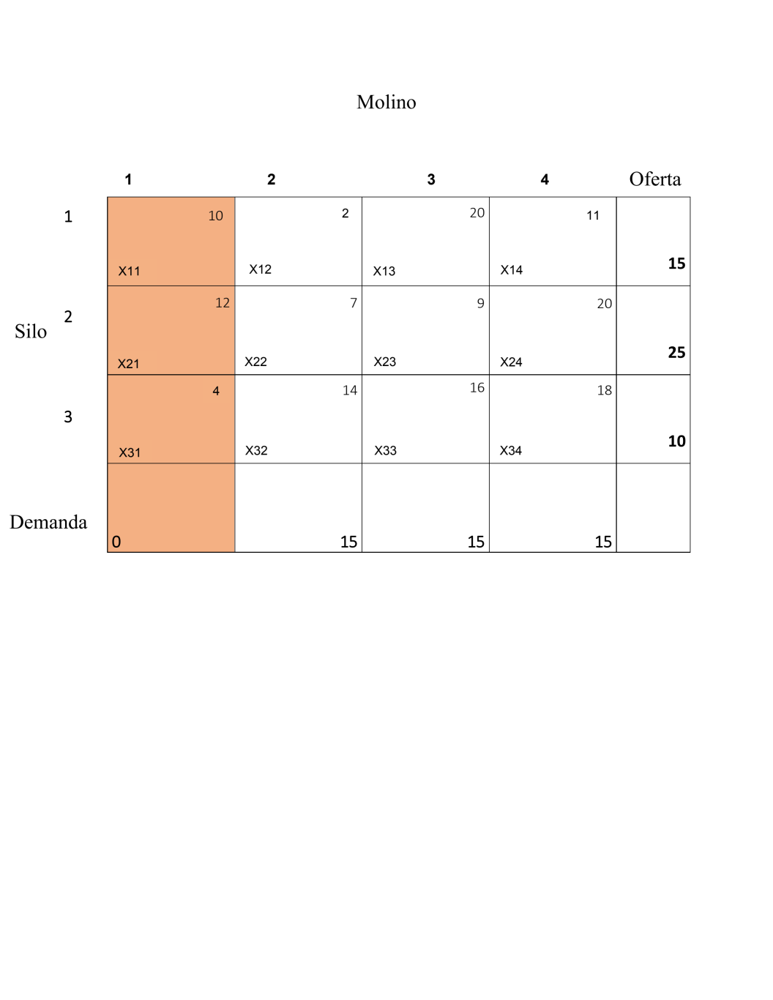 Molino
1 2 3 4 Oferta
1 10 2 20 11
X11 X12 X13 X14 15
2 12 7 9 20
Silo
X21 X22 X23 X24 25
3 4 14 16 18
X31 X32 X33 X34 10
Demanda
0 15 15 15